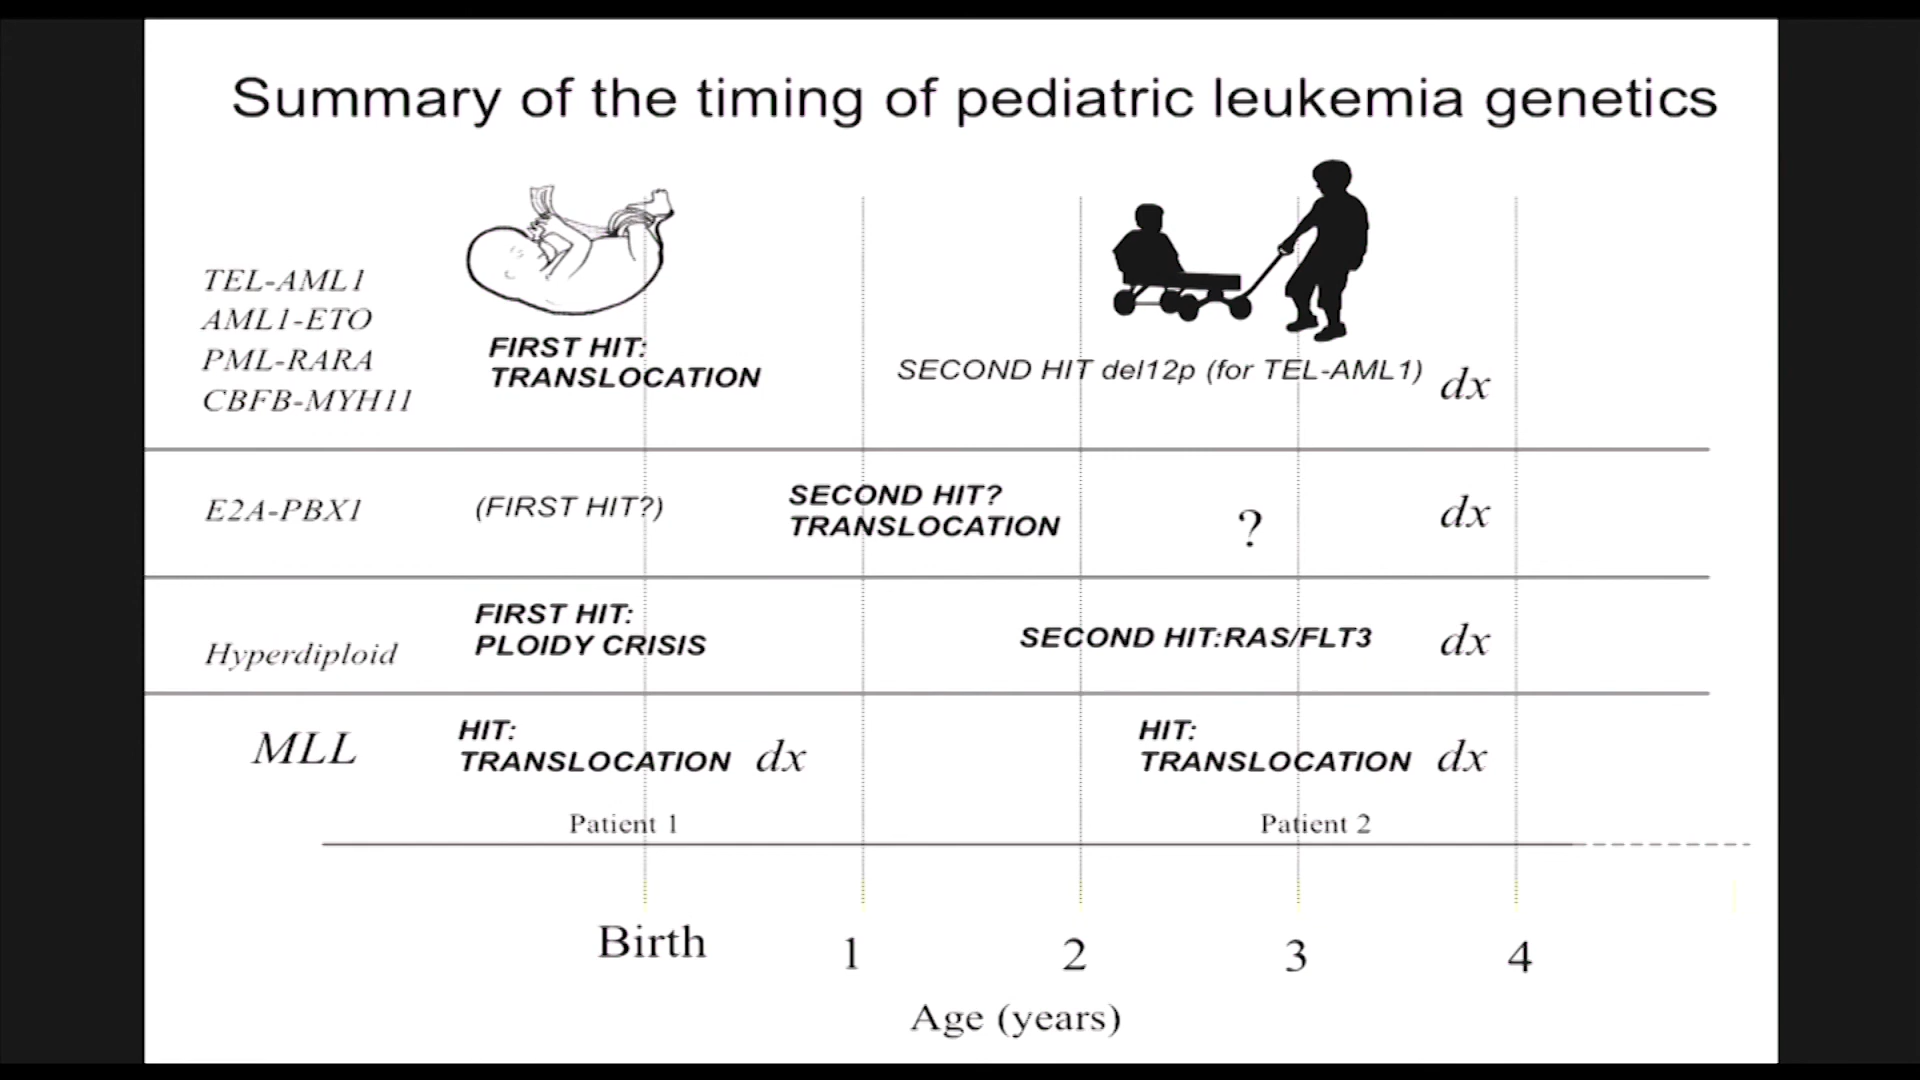 Summary of the timing of pediatric leukemia genetics
TEL-AML1
AML1-ETO
PML-RARA
CBFB-MYH11
FIRST HIT:
TRANSLOCATION
SECOND HIT del12p (for TEL-AML1)
dx
E2A-PBX1
(FIRST HIT?)
SECOND HIT?
TRANSLOCATION
?
dx
Hyperdiploid
FIRST HIT:
PLOIDY CRISIS
SECOND HIT:RAS/FLT3
dx
MLL
HIT:
TRANSLOCATION
dx
HIT:
TRANSLOCATION
dx
Patient 1
Patient 2
Birth 1 2 3 4
Age (years)